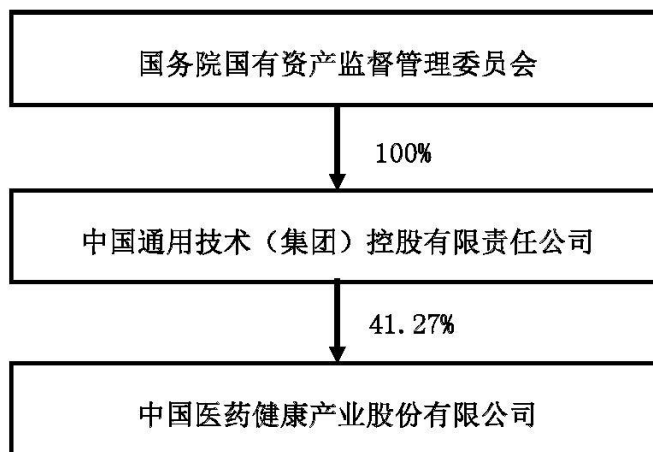 国务院国有资产监督管理委员会
100%
中国通用技术（集团）控股有限责任公司
41.27%
中国医药健康产业股份有限公司